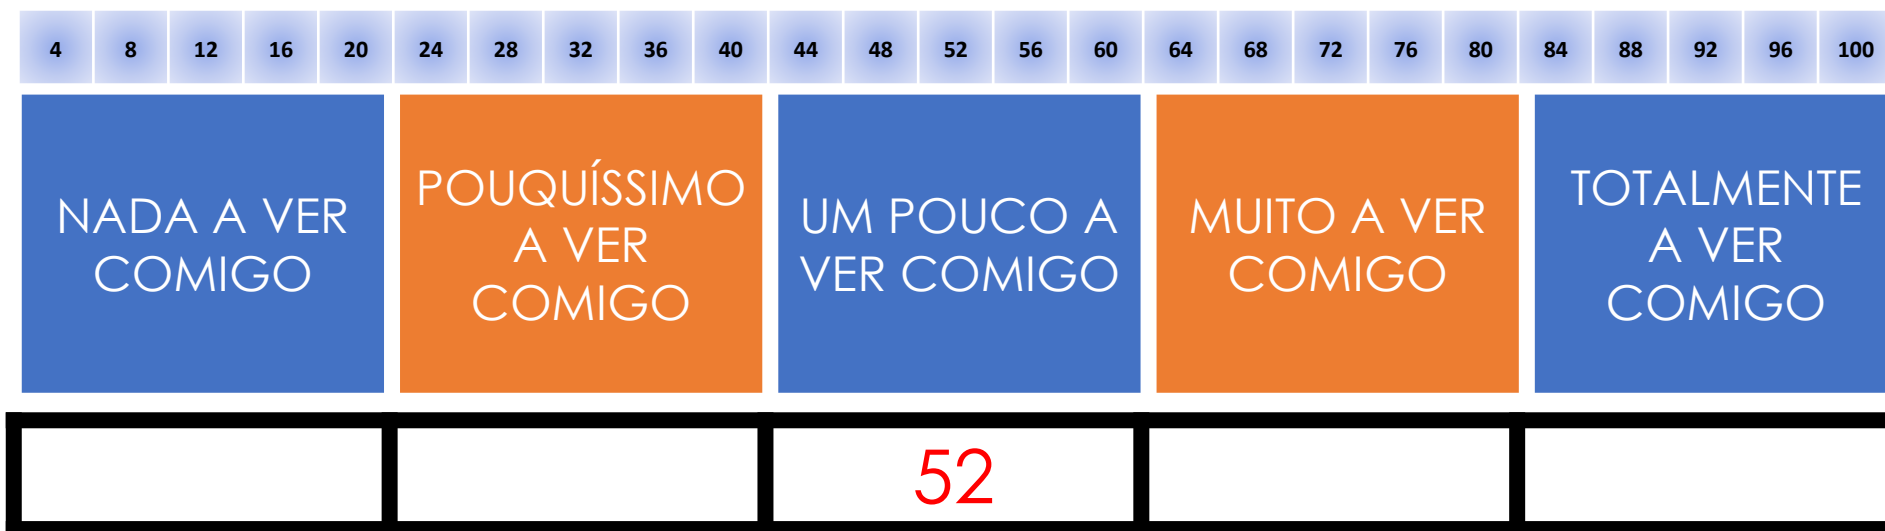 4 8 12 16 20 24 28 32 36 40 44 48 52 56 60 64 68 72 76 80 84 88 92 96 100
NADA A VER
COMIGO
POUQUÍSSIMO
A VER
COMIGO
UM POUCO A
VER COMIGO
MUITO A VER
COMIGO
TOTALMENTE
A VER
COMIGO
52